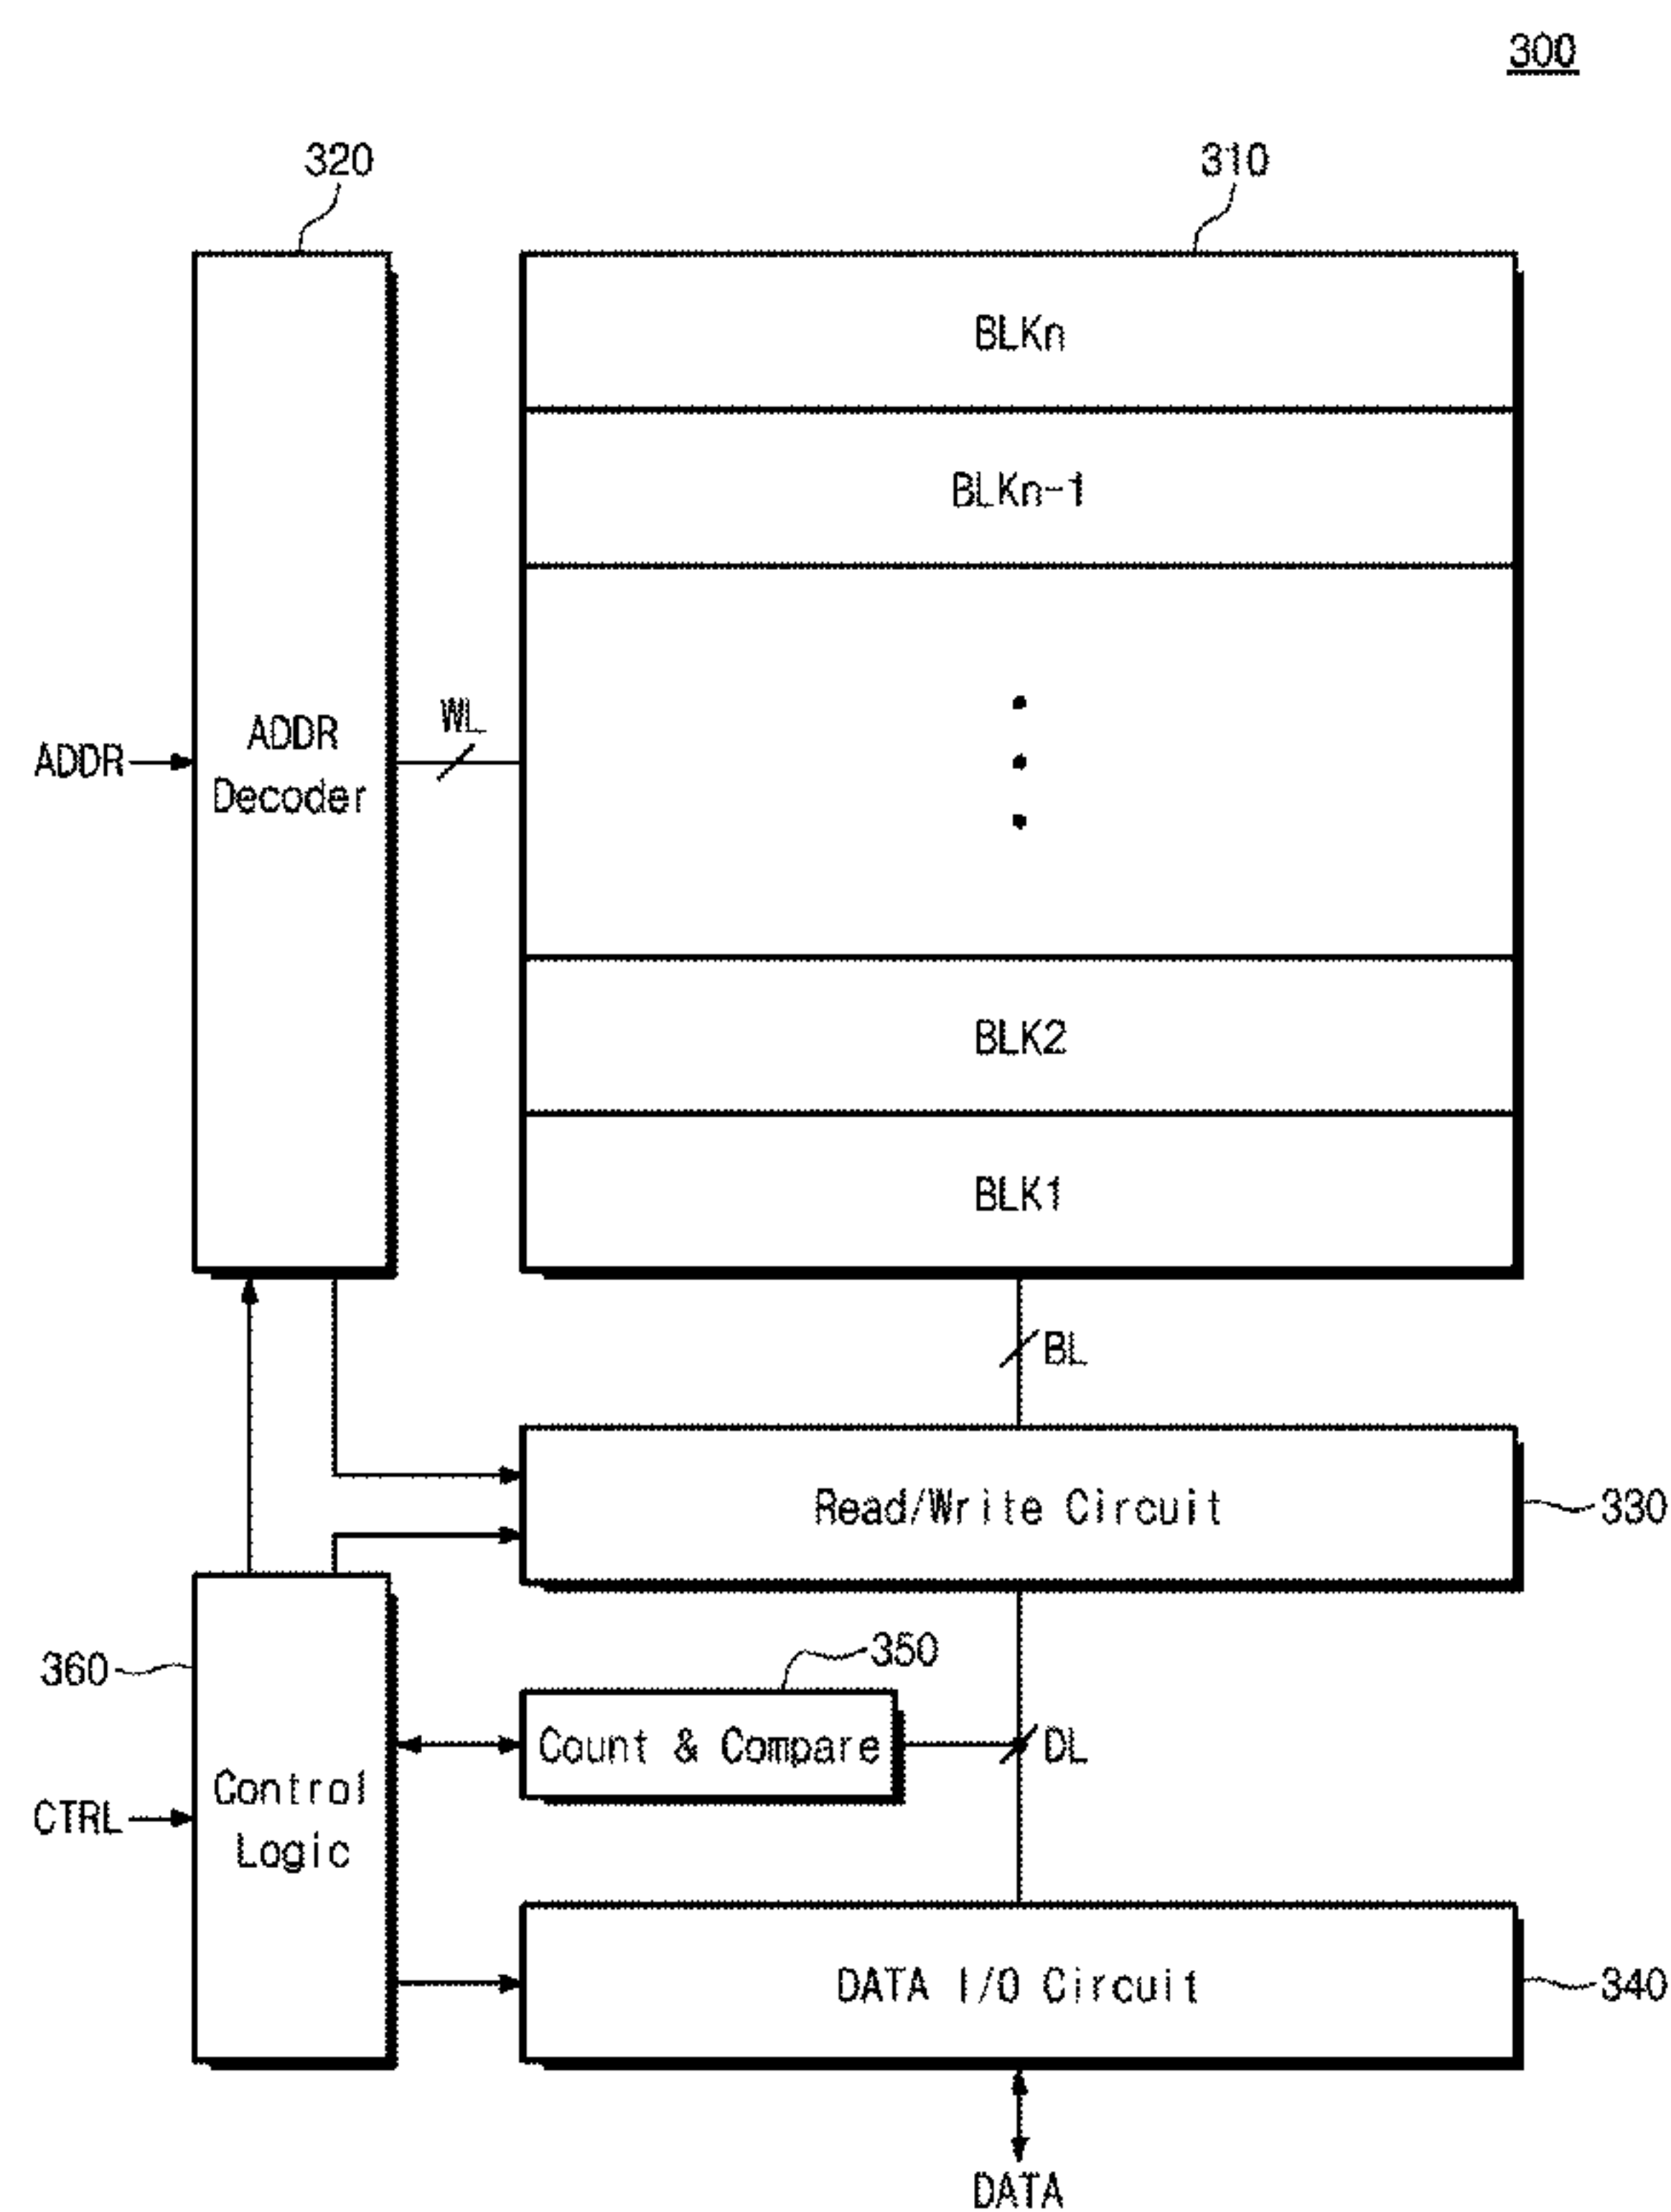 300
320
310
BLKn
BLKn-1
WL
ADDR
ADDR
Decoder
BLK2
BLK1
BL
Read/Write Circuit
330
350
360
Count & Compare
DL
Control
Logic
CTRL
DATA I/O Circuit
340
DATA